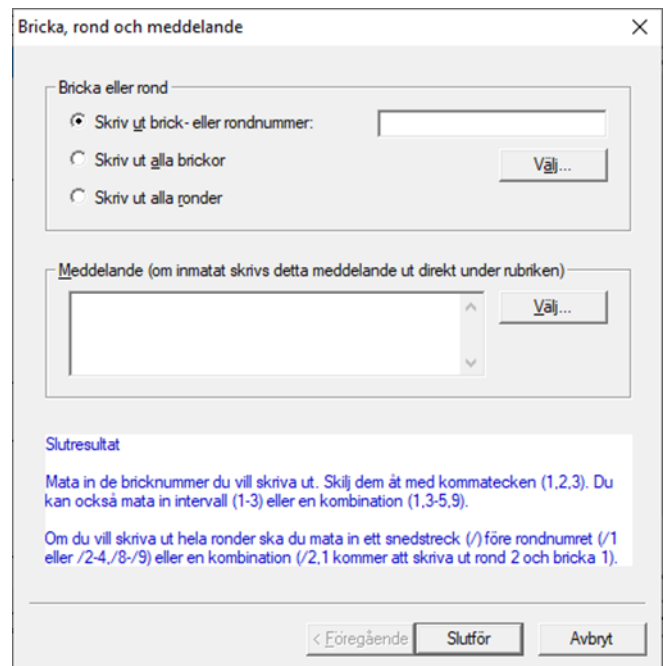 Bricka, rond och meddelande
Bricka eller rond
Skriv ut brick- eller rondnummer:
Skriv ut alla brickor
Välj...
Skriv ut alla ronder
Meddelande (om inmatat skrivs detta meddelande ut direkt under rubriken)
Välj...
Slutresultat
Mata in de bricknummer du vill skriva ut. Skilj dem åt med kommatecken (1,2,3). Du
kan också mata in intervall (1-3) eller en kombination (1,3-5,9).
Om du vill skriva ut hela ronder ska du mata in ett snedstreck (/) före rondnumret (/1
eller /2-4,/8-/9) eller en kombination (/2,1 kommer att skriva ut rond 2 och bricka 1).
< Föregående
Slutför
Avbryt